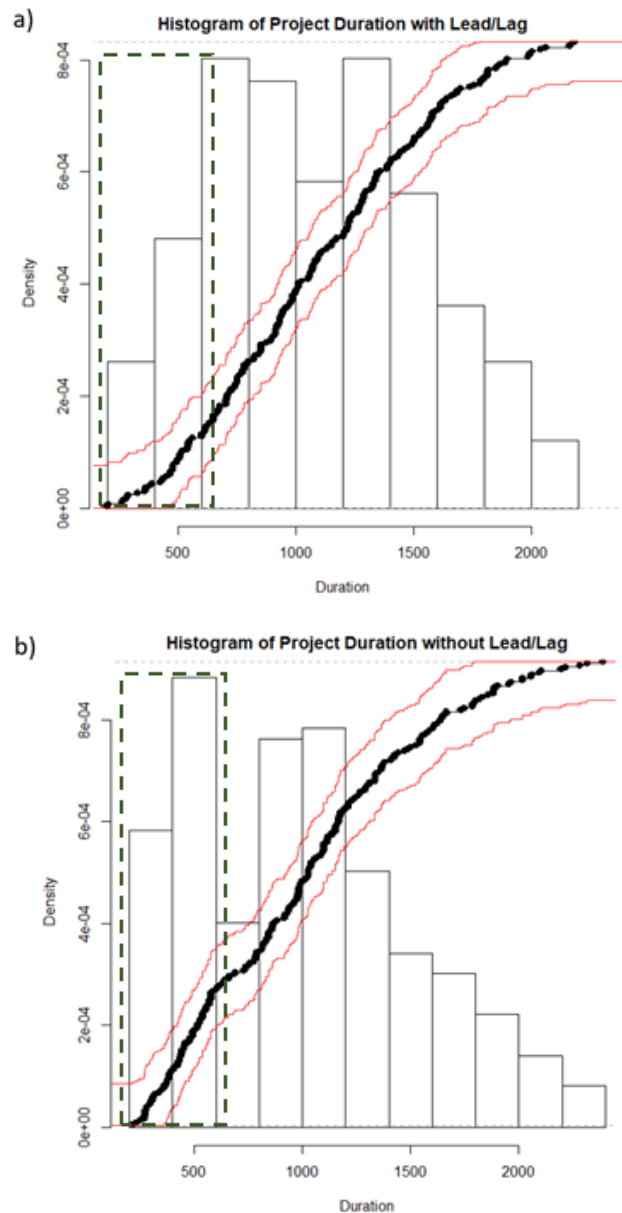 a)
Histogram of Project Duration with Lead/Lag
8e-04
6e-04
4e-04
2e-04
0e+00
Density
500 1000 1500 2000
Duration
b)
Histogram of Project Duration without Lead/Lag
8e-04
6e-04
4e-04
2e-04
0e+00
Density
500 1000 1500 2000
Duration